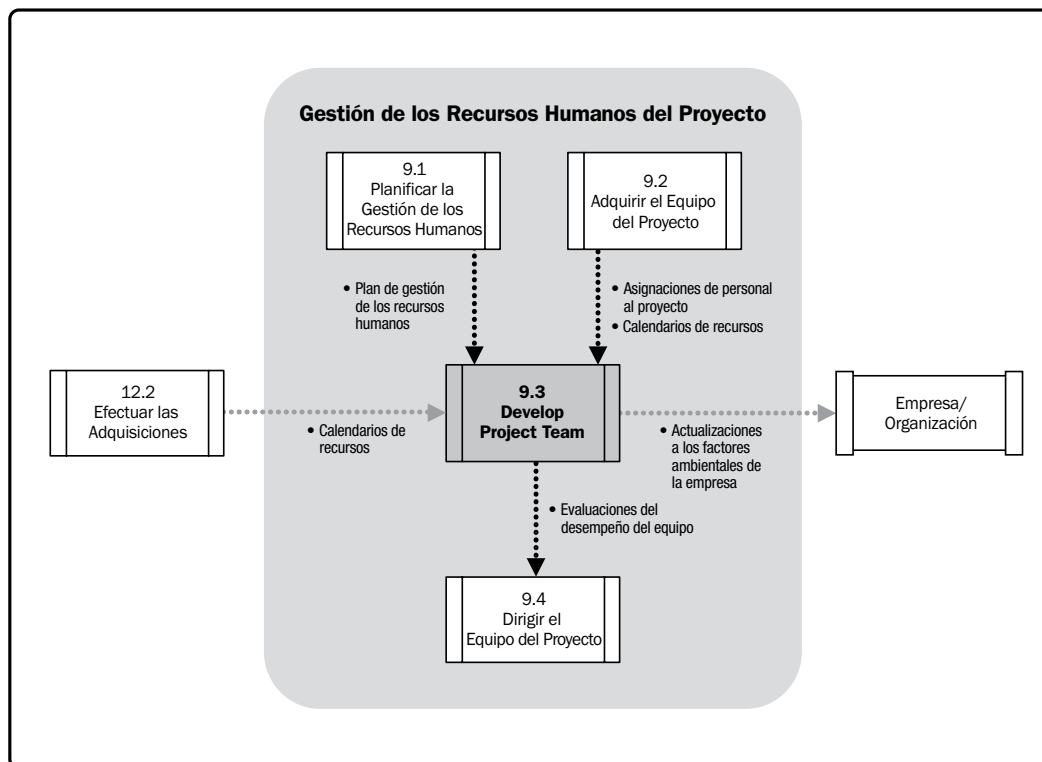 Gestión de los Recursos Humanos del Proyecto
9.1
Planificar la
Gestión de los
Recursos Humanos
9.2
Adquirir el Equipo
del Proyecto
• Plan de gestión
de los recursos
humanos
• Asignaciones de personal
al proyecto
• Calendarios de recursos
12.2
Efectuar las
Adquisiciones
• Calendarios de
recursos
9.3
Develop
Project Team
• Actualizaciones
a los factores
ambientales de
la empresa
Empresa/
Organización
• Evaluaciones del
desempeño del equipo
9.4
Dirigir el
Equipo del Proyecto